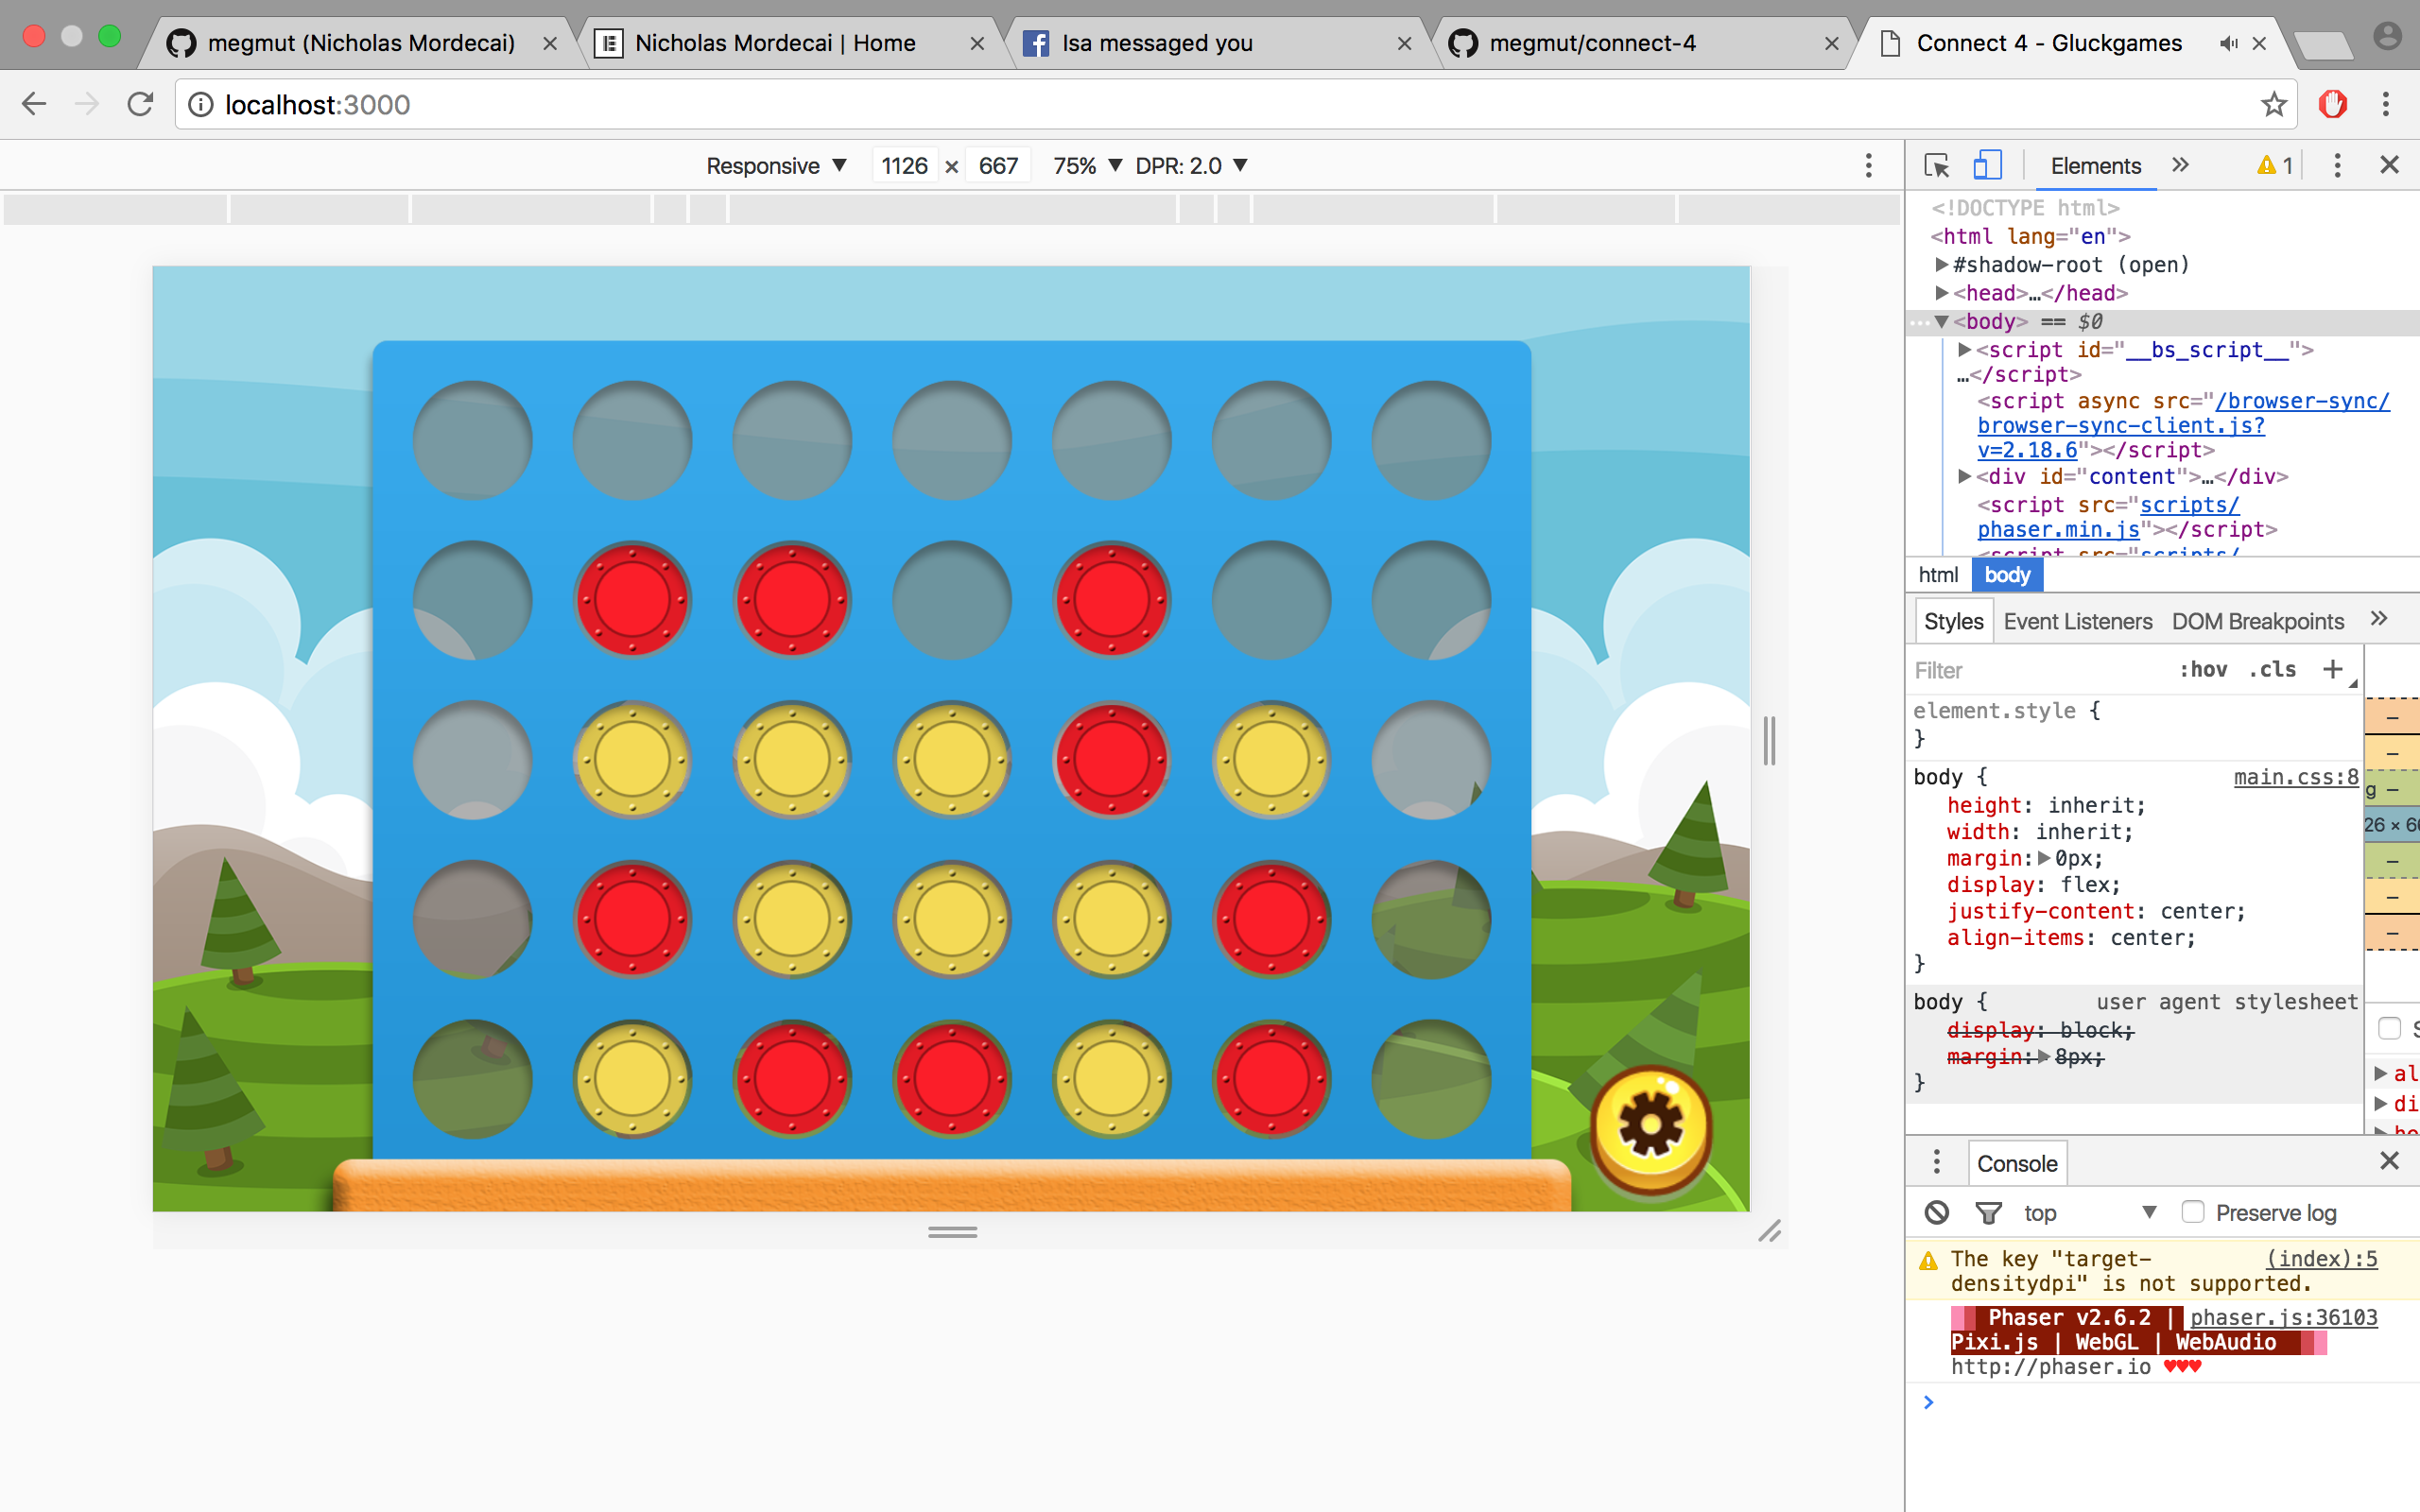 megmut (Nicholas Mordecai)
Nicholas Mordecai | Home
Isa messaged you
megmut/connect-4
Connect 4 - Gluckgames
localhost:3000
Responsive ▼ 1126 × 667 75% ▼ DPR: 2.0 ▼
Elements » 1
<!DOCTYPE html>
<html lang="en">
▶#shadow-root (open)
▶<head>…</head>
…▼<body> == $0
▶<script id="__bs_script__">
…</script>
<script async src="/browser-sync/
browser-sync-client.js?
v=2.18.6"></script>
▶<div id="content">…</div>
<script src="scripts/
phaser.min.js"></script>
<script src="scripts/
html body
Styles Event Listeners DOM Breakpoints »
Filter :hov .cls +
element.style {
}
body { main.css:8
height: inherit;
width: inherit;
margin:▶0px;
display: flex;
justify-content: center;
align-items: center;
}
body { user agent stylesheet
display: block;
margin:▶8px;
}
–
–
g –
26 × 6
–
–
–
▶al
▶di
Console
top ▼ Preserve log
The key "target- (index):5
densitydpi" is not supported.
Phaser v2.6.2 | phaser.js:36103
Pixi.js | WebGL | WebAudio
http://phaser.io ♥♥♥
>